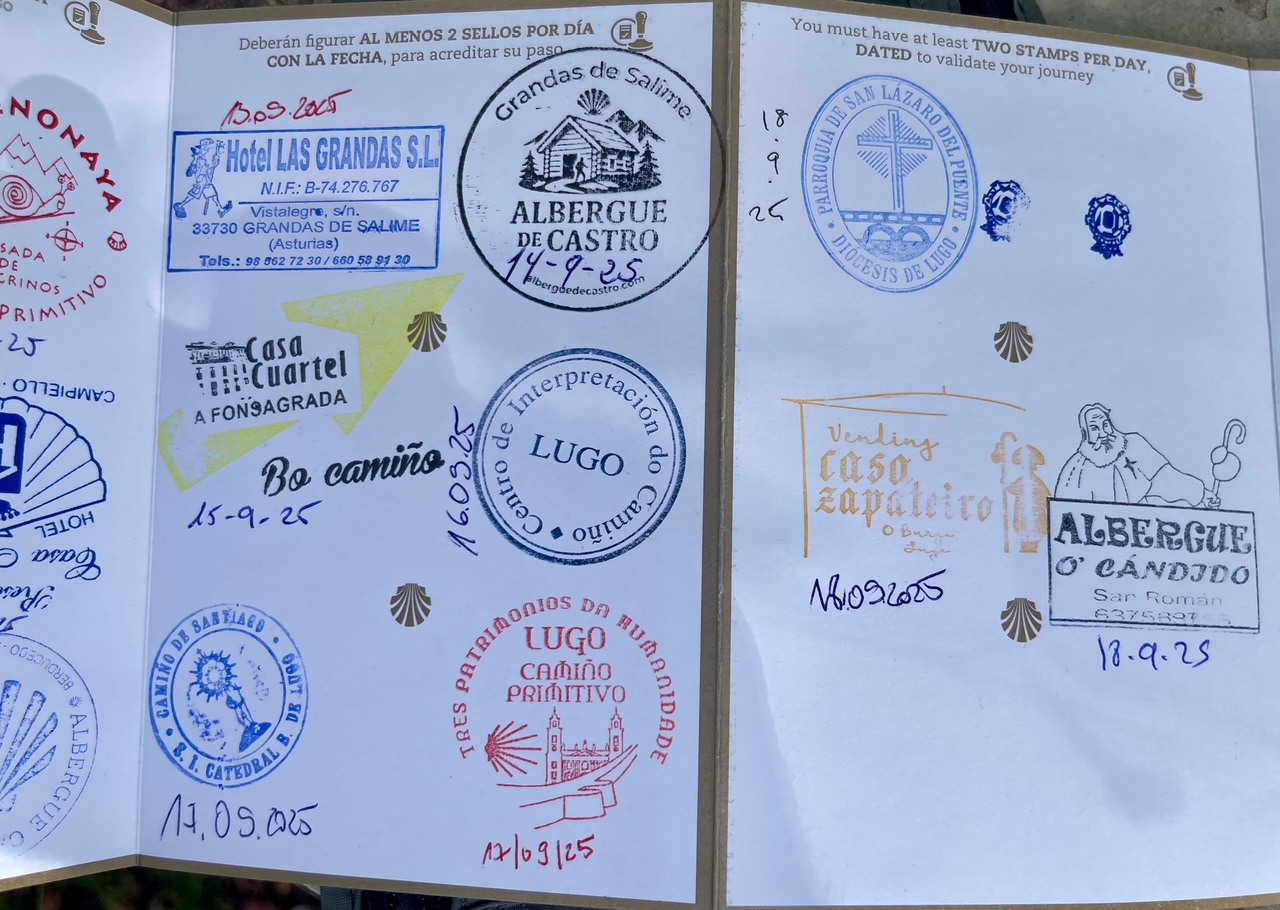 NONAYA
PRIMITIVO
-25
CAMPIELLO
HOTEL
Casa
BERDUCEDO
ALBERGUE
Deberán figurar AL MENOS 2 SELLOS POR DÍA
CON LA FECHA, para acreditar su paso
13.09.2025
Hotel LAS GRANDAS S.L.
N.I.F.: B-74.276.767
Vistalegre, s/n.
33730 GRANDAS DE SALIME
(Asturias)
Tels.: 98 562 72 30 / 660 58 91 30
Grandas de Salime
ALBERGUE
DE CASTRO
14-9-25
alberguedecastro.com
Casa
Cuartel
A FONSAGRADA
Bo camiño
15-9-25
16.09.25
Centro de Interpretación do Camiño
LUGO
CAMIÑO DE SANTIAGO
S. I. CATEDRAL B. DE
17.09.2025
TRES PATRIMONIOS DA HUMANIDADE
LUGO
CAMIÑO
PRIMITIVO
17/09/25
You must have at least TWO STAMPS PER DAY,
DATED to validate your journey
18
.
9
.
25
PARROQUIA DE SAN LÁZARO DEL PUENTE
DIOCESIS DE LUGO
Vending
casa
zapateiro
O Burgo
Lugo
18.09.2025
ALBERGUE
O' CÁNDIDO
San Román
18.9.25